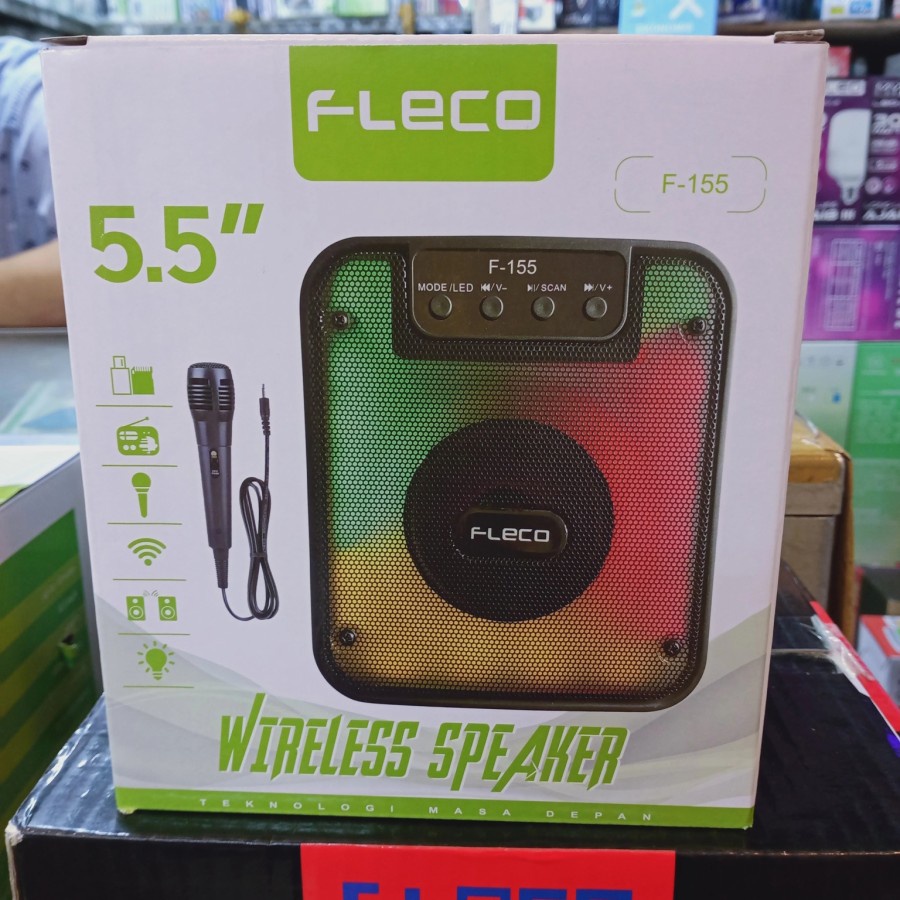 FLECO
F-155
5.5"
F-155
MODE/LED ⏮/V− ⏯/SCAN ⏭/V+
FLECO
WIRELESS SPEAKER
TEKNOLOGI MASA DEPAN